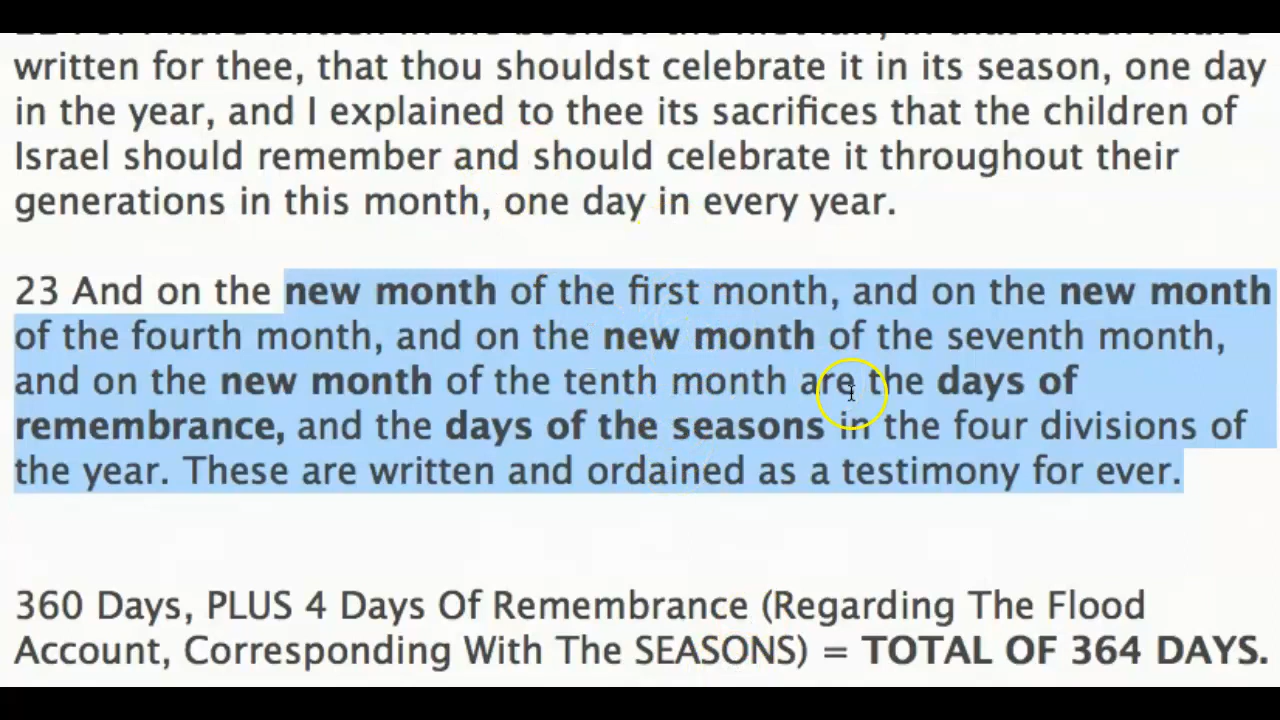 written for thee, that thou shouldst celebrate it in its season, one day
in the year, and I explained to thee its sacrifices that the children of
Israel should remember and should celebrate it throughout their
generations in this month, one day in every year.
23 And on the new month of the first month, and on the new month
of the fourth month, and on the new month of the seventh month,
and on the new month of the tenth month are the days of
remembrance, and the days of the seasons in the four divisions of
the year. These are written and ordained as a testimony for ever.
360 Days, PLUS 4 Days Of Remembrance (Regarding The Flood
Account, Corresponding With The SEASONS) = TOTAL OF 364 DAYS.